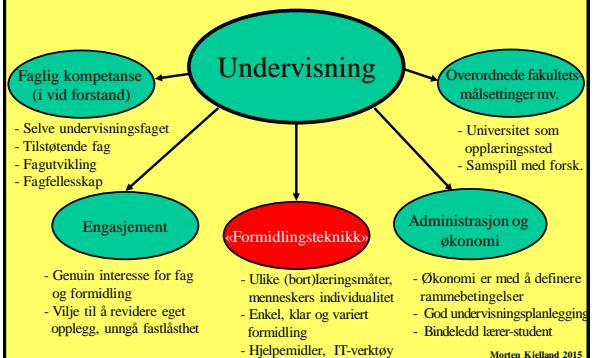 Undervisning
Faglig kompetanse
(i vid forstand)
- Selve undervisningsfaget
- Tilstøtende fag
- Fagutvikling
- Fagfellesskap
Overordnede fakultets-
målsettinger mv.
- Universitet som
opplæringssted
- Samspill med forsk.
Engasjement
- Genuin interesse for fag
og formidling
- Vilje til å revidere eget
opplegg, unngå fastlåsthet
«Formidlingsteknikk»
- Ulike (bort)læringsmåter,
menneskers individualitet
- Enkel, klar og variert
formidling
- Hjelpemidler, IT-verktøy
Administrasjon og
økonomi
- Økonomi er med å definere
rammebetingelser
- God undervisningsplanlegging
- Bindeledd lærer-student
Morten Kjelland 2015